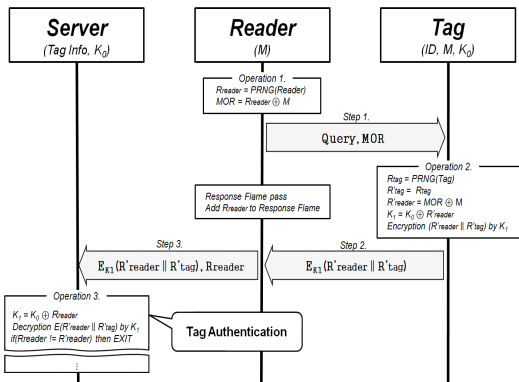 Server
(Tag Info, K₀)
Reader
(M)
Tag
(ID, M, K₀)
Operation 1.
Rreader = PRNG(Reader)
MOR = Rreader ⊕ M
Step 1.
Query, MOR
Operation 2.
Rtag = PRNG(Tag)
R'tag = Rtag
R'reader = MOR ⊕ M
K₁ = K₀ ⊕ R'reader
Encryption (R'reader ∥ R'tag) by K₁
Response Flame pass
Add Rreader to Response Flame
Step 3.
E_K1(R'reader ∥ R'tag), Rreader
Step 2.
E_K1(R'reader ∥ R'tag)
Operation 3.
K₁ = K₀ ⊕ Rreader
Decryption E(R'reader ∥ R'tag) by K₁
if(Rreader != R'reader) then EXIT
⋮
Tag Authentication